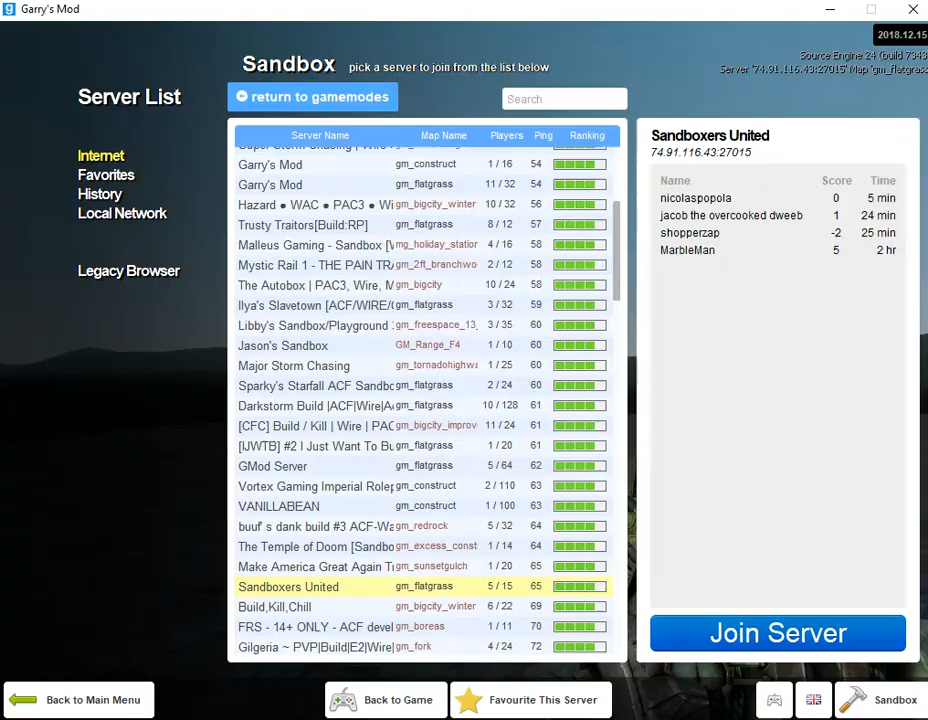 Garry's Mod
2018.12.15
Source Engine 24 (build 7343
Server '74.91.116.43:27015' Map 'gm_flatgrass
Sandbox pick a server to join from the list below
Server List
return to gamemodes
Search
Internet
Favorites
History
Local Network
Legacy Browser
Server Name Map Name Players Ping Ranking
Garry's Mod gm_construct 1 / 16 54
Garry's Mod gm_flatgrass 11 / 32 54
Hazard ● WAC ● PAC3 ● Wi gm_bigcity_winter 10 / 32 56
Trusty Traitors[Build:RP] gm_flatgrass 8 / 12 57
Malleus Gaming - Sandbox [V mg_holiday_station 4 / 16 58
Mystic Rail 1 - THE PAIN TRA gm_2ft_branchwo 2 / 12 58
The Autobox | PAC3, Wire, M gm_bigcity 10 / 24 58
Ilya's Slavetown [ACF/WIRE/ gm_flatgrass 3 / 32 59
Libby's Sandbox/Playground gm_freespace_13_ 3 / 35 60
Jason's Sandbox GM_Range_F4 1 / 10 60
Major Storm Chasing gm_tornadohighwa 1 / 25 60
Sparky's Starfall ACF Sandbo gm_flatgrass 2 / 24 60
Darkstorm Build |ACF|Wire|A gm_flatgrass 10 / 128 61
[CFC] Build / Kill | Wire | PAC gm_bigcity_improv 11 / 24 61
[UWTB] #2 I Just Want To Bu gm_flatgrass 1 / 20 61
GMod Server gm_flatgrass 5 / 64 62
Vortex Gaming Imperial Role gm_construct 2 / 110 63
VANILLABEAN gm_construct 1 / 100 63
buuf' s dank build #3 ACF-Wa gm_redrock 5 / 32 64
The Temple of Doom [Sandbo gm_excess_const 1 / 14 64
Make America Great Again T gm_sunsetgulch 1 / 20 65
Sandboxers United gm_flatgrass 5 / 15 65
Build,Kill,Chill gm_bigcity_winter 6 / 22 69
FRS - 14+ ONLY - ACF devel gm_boreas 1 / 11 70
Gilgeria ~ PVP|Build|E2|Wire| gm_fork 4 / 24 72
Sandboxers United
74.91.116.43:27015
Name Score Time
nicolaspopola 0 5 min
jacob the overcooked dweeb 1 24 min
shopperzap -2 25 min
MarbleMan 5 2 hr
Join Server
Back to Main Menu
Back to Game
Favourite This Server
Sandbox